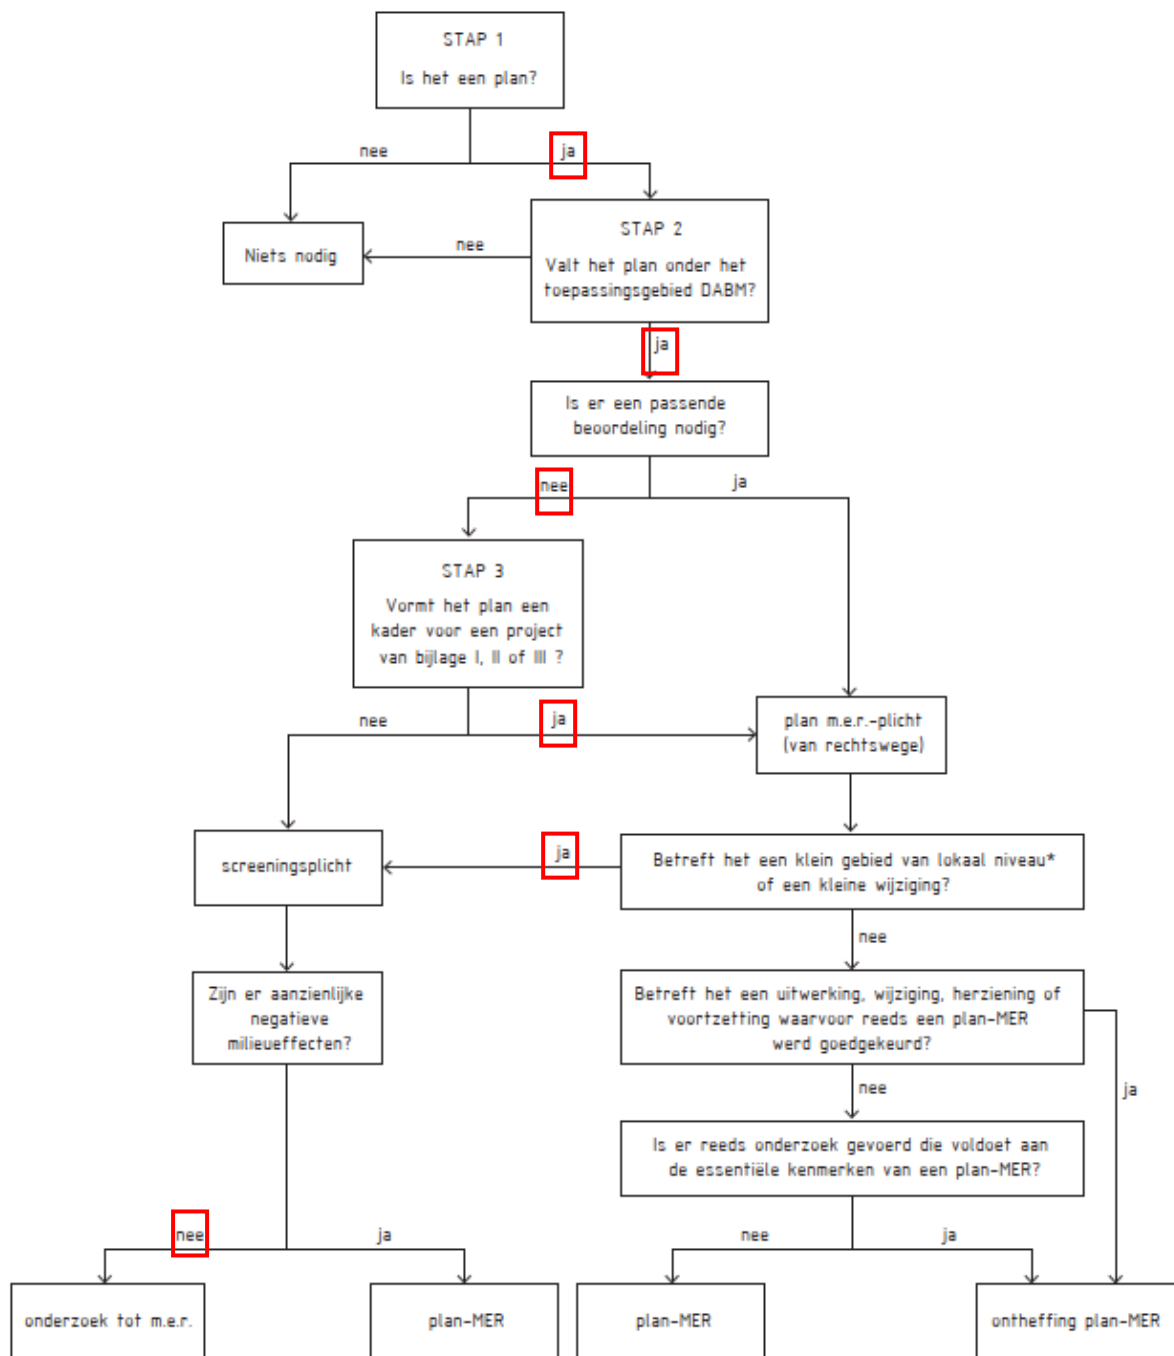 STAP 1
Is het een plan?
nee
ja
Niets nodig
nee
STAP 2
Valt het plan onder het
toepassingsgebied DABM?
ja
Is er een passende
beoordeling nodig?
nee
ja
STAP 3
Vormt het plan een
kader voor een project
van bijlage I, II of III ?
nee
ja
plan m.e.r.-plicht
(van rechtswege)
screeningsplicht
ja
Betreft het een klein gebied van lokaal niveau*
of een kleine wijziging?
nee
Zijn er aanzienlijke
negatieve
milieueffecten?
Betreft het een uitwerking, wijziging, herziening of
voortzetting waarvoor reeds een plan-MER
werd goedgekeurd?
nee
ja
Is er reeds onderzoek gevoerd die voldoet aan
de essentiële kenmerken van een plan-MER?
nee
ja
nee
ja
onderzoek tot m.e.r.
plan-MER
plan-MER
ontheffing plan-MER